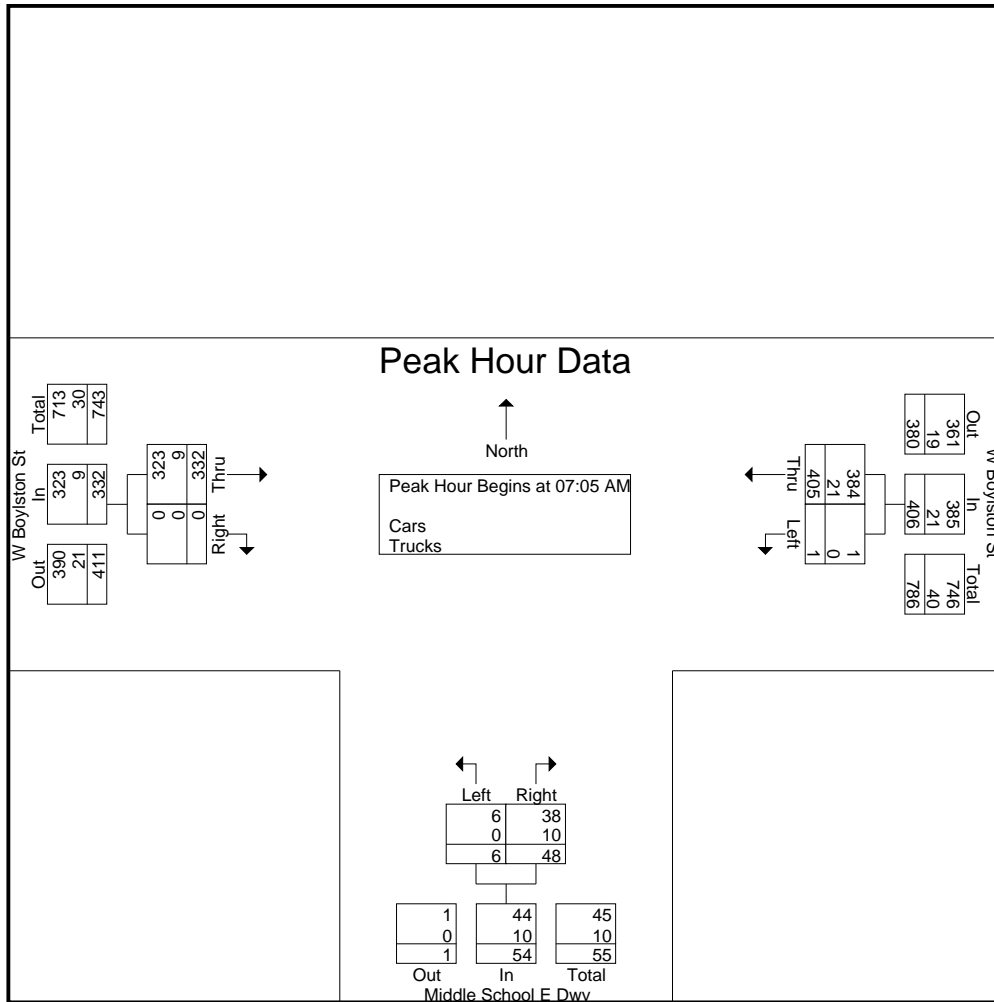 Peak Hour Data
North
Peak Hour Begins at 07:05 AM
Cars
Trucks
W Boylston St
Total
713
30
743
In
323
9
332
Out
390
21
411
Thru
323
9
332
Right
0
0
0
W Boylston St
Out
361
19
380
In
385
21
406
Total
746
40
786
Thru
384
21
405
Left
1
0
1
Left Right
6 38
0 10
6 48
1 44 45
0 10 10
1 54 55
Out In Total
Middle School E Dwy